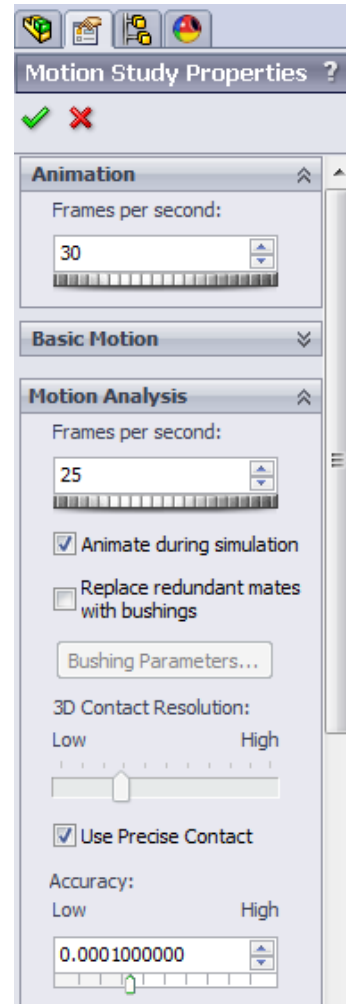 Motion Study Properties ?
Animation
Frames per second:
30
Basic Motion
Motion Analysis
Frames per second:
25
Animate during simulation
Replace redundant mates
with bushings
Bushing Parameters...
3D Contact Resolution:
Low High
Use Precise Contact
Accuracy:
Low High
0.0001000000